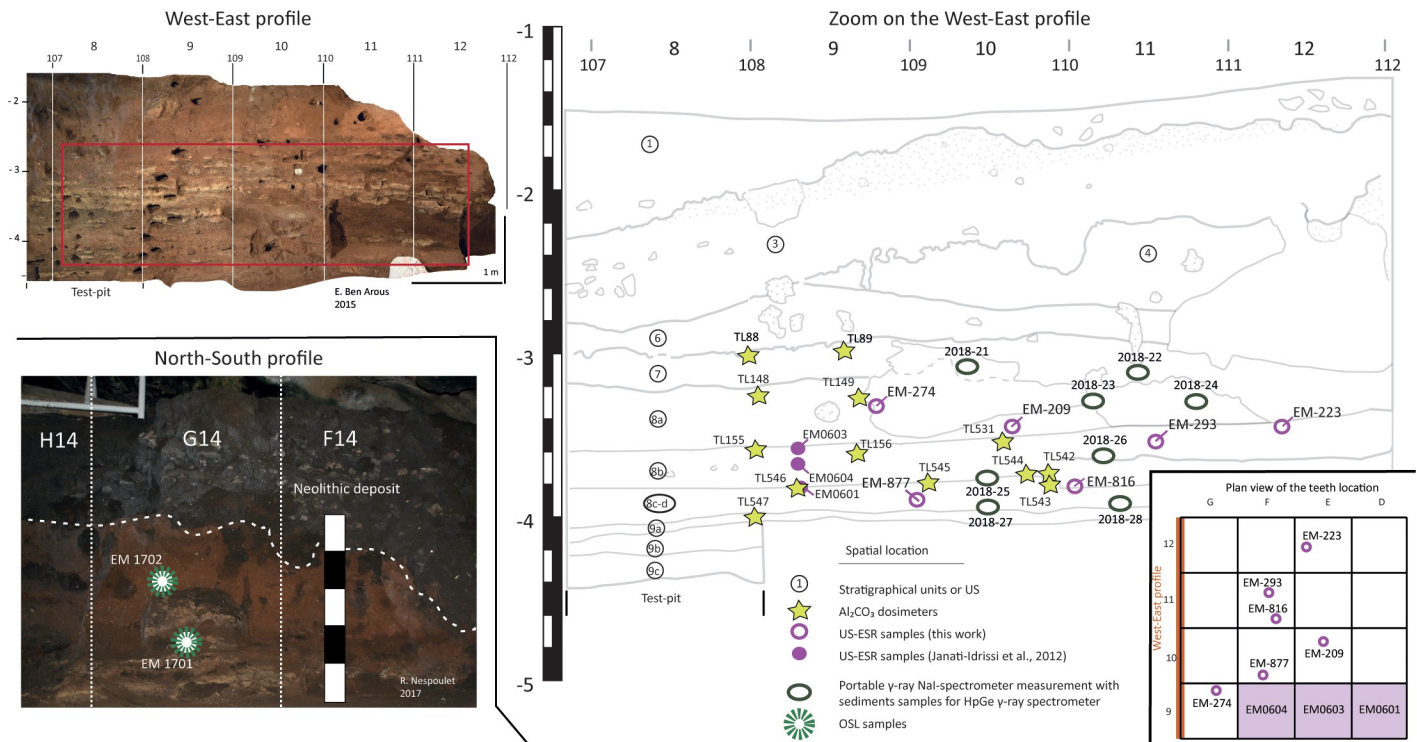 West-East profile
8 9 10 11 12
107 108 109 110 111 112
- 2
- 3
- 4
1 m
Test-pit
E. Ben Arous
2015
North-South profile
H14 G14 F14
Neolithic deposit
EM 1702
EM 1701
R. Nespoulet
2017
Zoom on the West-East profile
-1
8 9 10 11 12
107 108 109 110 111 112
1
-2
3
4
6
TL88 TL89
-3
2018-21 2018-22
7
TL148 TL149 EM-274 2018-23 2018-24
8a
EM-209 EM-223
TL531 EM-293
TL155 EM0603 TL156 2018-26
8b
TL546 EM0604 TL545 TL544 TL542
EM0601 EM-877 EM-816
2018-25 TL543
8c-d
TL547
-4
2018-27 2018-28
9a
9b
9c
Test-pit
-5
Spatial location
1 Stratigraphical units or US
Al₂CO₃ dosimeters
US-ESR samples (this work)
US-ESR samples (Janati-Idrissi et al., 2012)
Portable γ-ray NaI-spectrometer measurement with
sediments samples for HpGe γ-ray spectrometer
OSL samples
Plan view of the teeth location
G F E D
West-East profile
12 EM-223
EM-293
11 EM-816
EM-209
10 EM-877
9 EM-274 EM0604 EM0603 EM0601